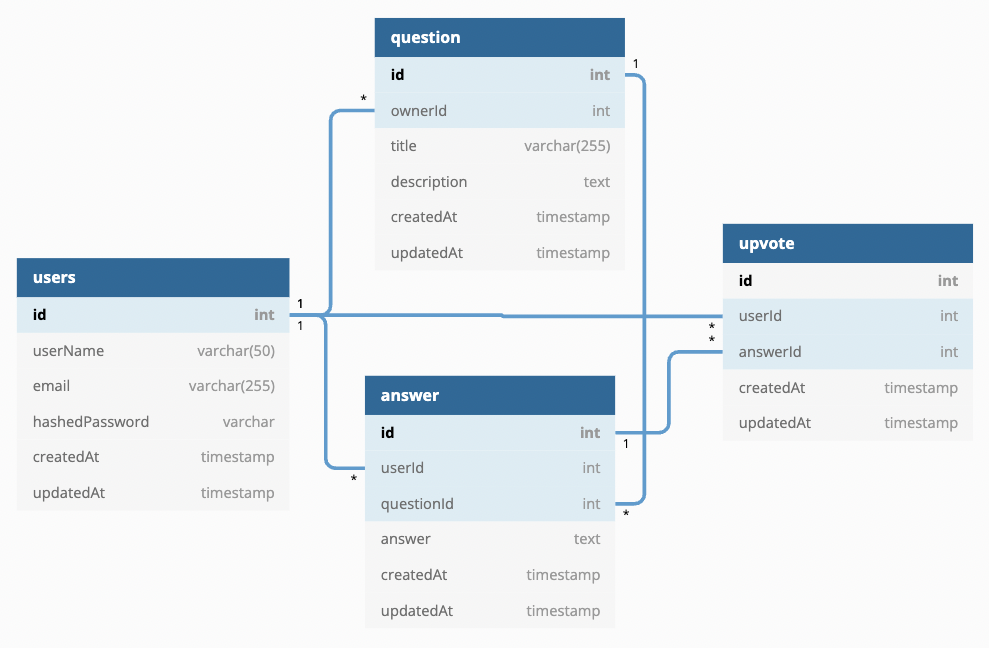 question
id int
ownerId int
title varchar(255)
description text
createdAt timestamp
updatedAt timestamp
1
*
users
id int
userName varchar(50)
email varchar(255)
hashedPassword varchar
createdAt timestamp
updatedAt timestamp
1
1
upvote
id int
userId int
answerId int
createdAt timestamp
updatedAt timestamp
*
*
answer
id int
userId int
questionId int
answer text
createdAt timestamp
updatedAt timestamp
1
*
*